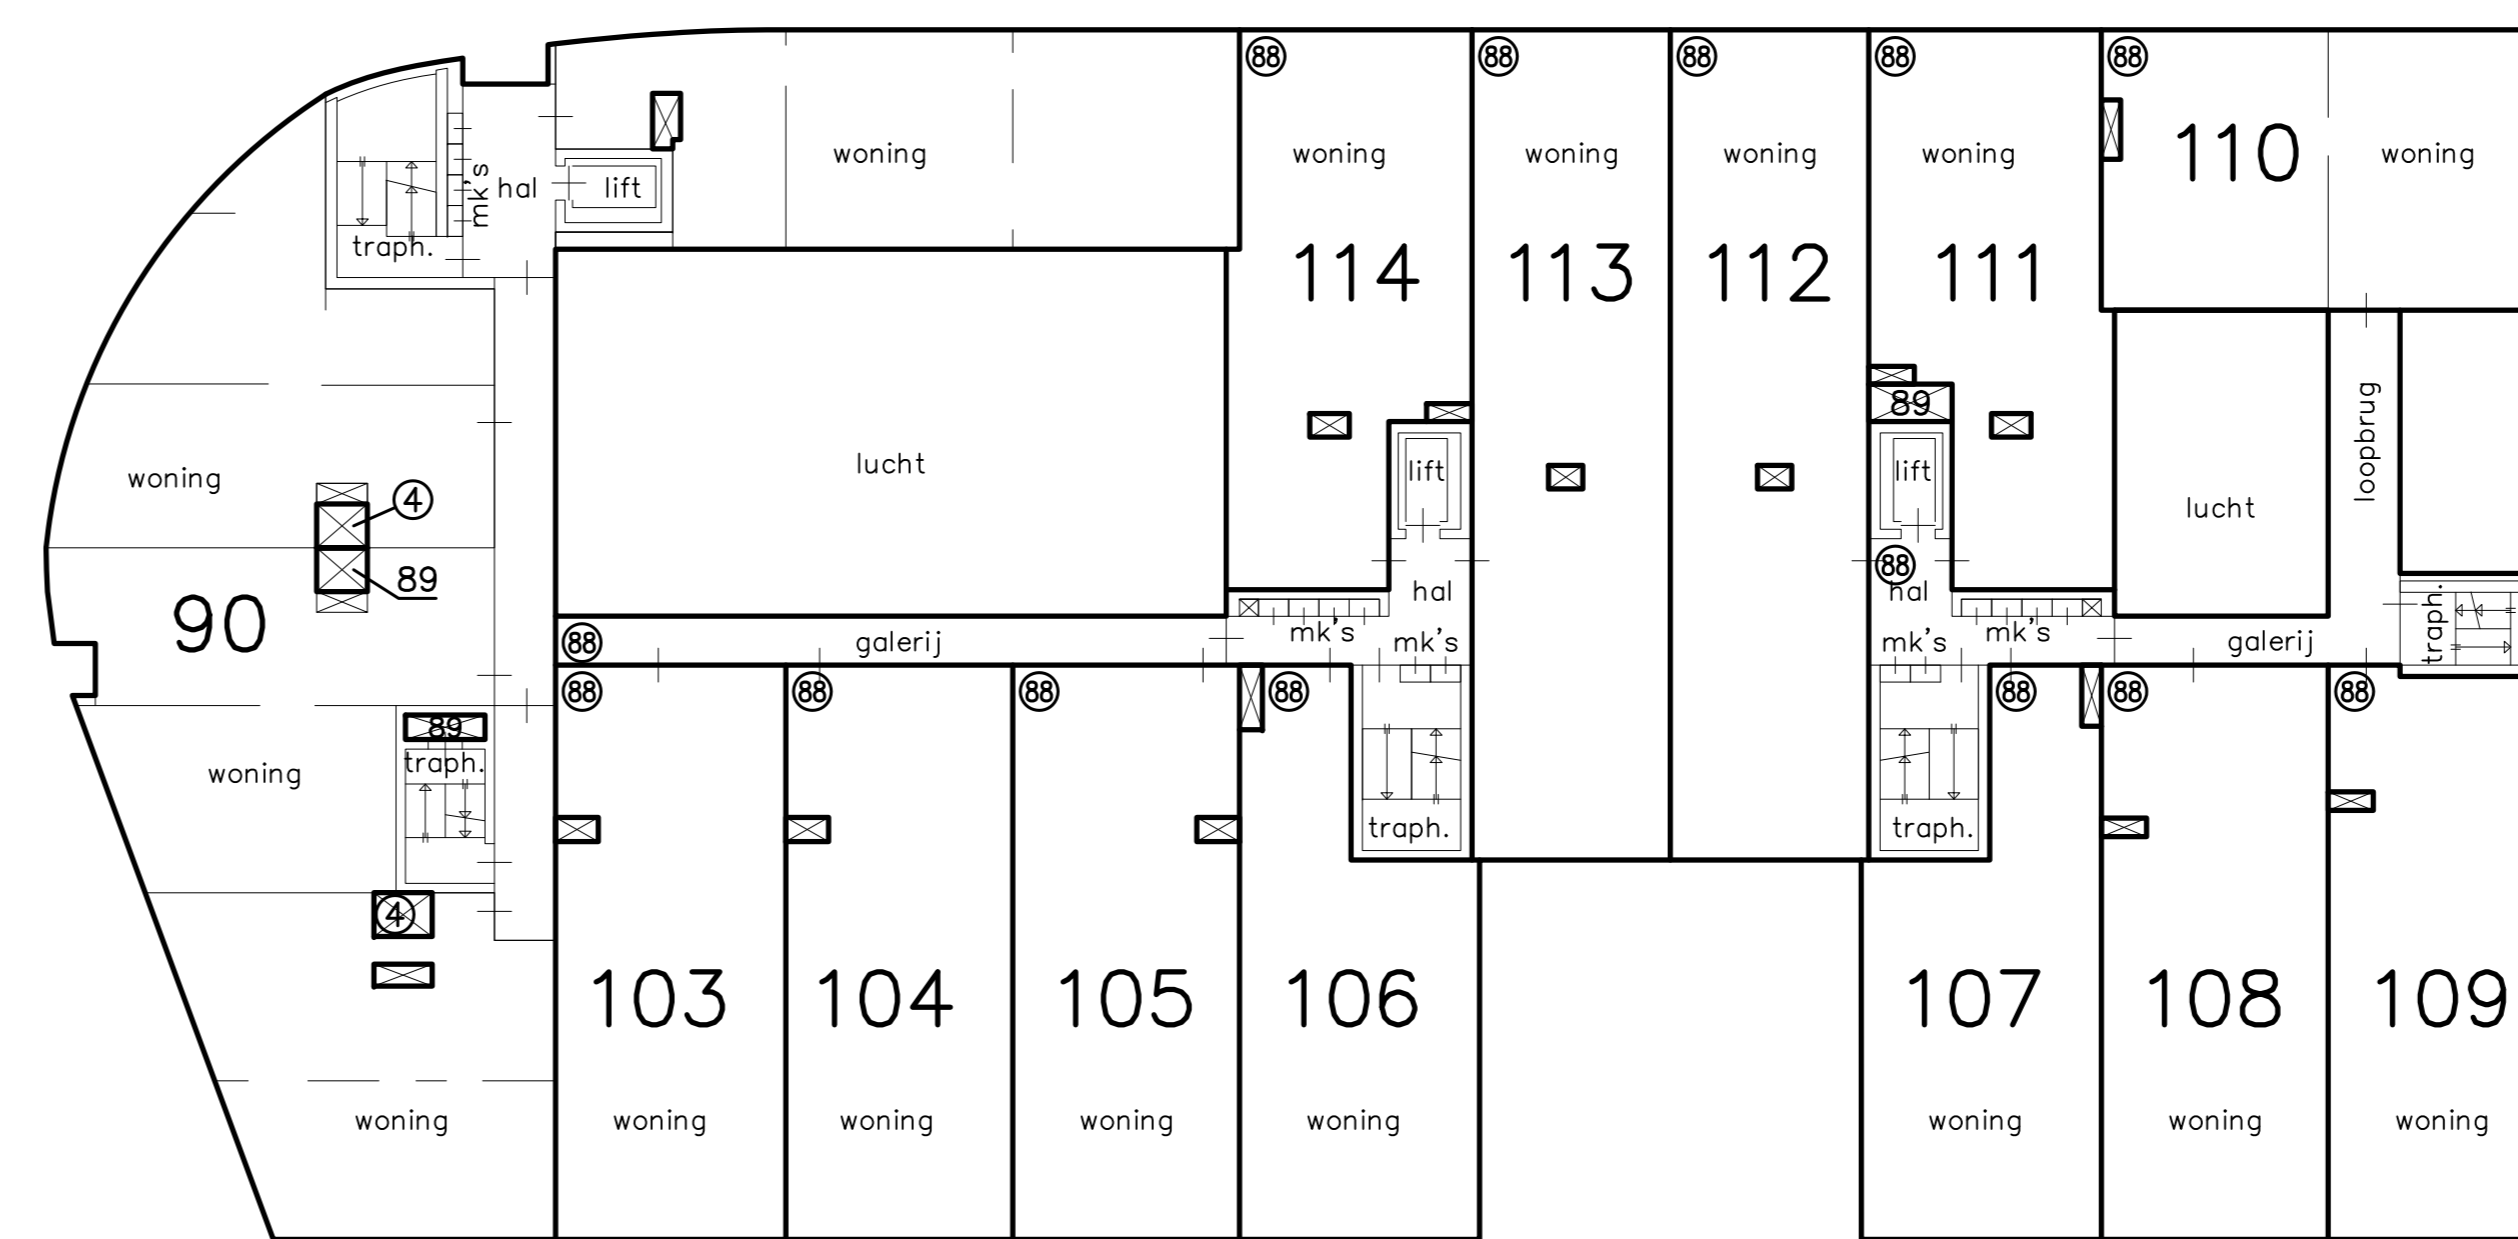 88 88 88 88 88
woning woning woning woning woning 110 woning
mk's hal lift
traph.
114 113 112 111
89
loopbrug
lucht lift lift lucht
woning
4
88
89
hal hal
90
mk's mk's mk's mk's
88 galerij galerij traph.
88 88 88 88 88 88 88
89
traph.
woning
traph. traph.
4
103 104 105 106 107 108 109
woning woning woning woning woning woning woning woning